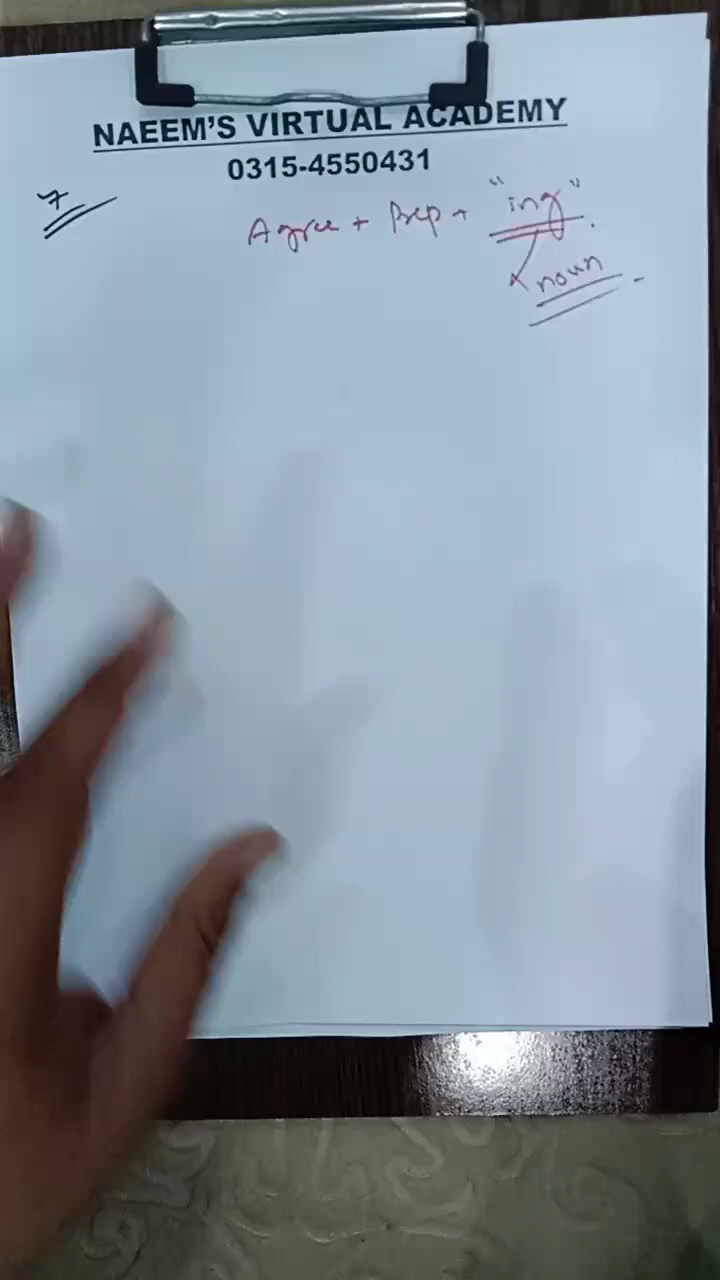 NAEEM'S VIRTUAL ACADEMY
0315-4550431
7
Agree + Prep + "ing".
noun